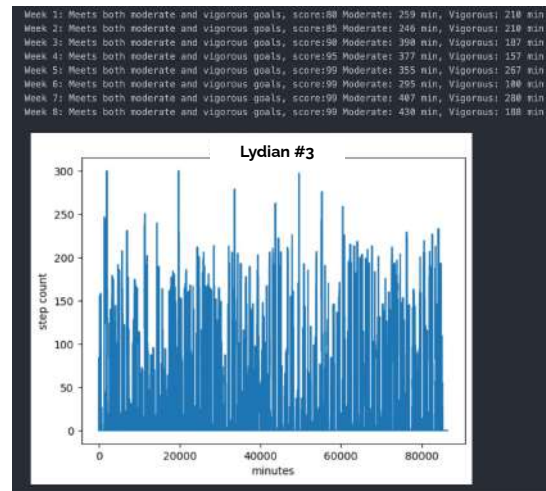 Week 1: Meets both moderate and vigorous goals, score:80 Moderate: 259 min, Vigorous: 210 min
Week 2: Meets both moderate and vigorous goals, score:85 Moderate: 246 min, Vigorous: 210 min
Week 3: Meets both moderate and vigorous goals, score:90 Moderate: 390 min, Vigorous: 187 min
Week 4: Meets both moderate and vigorous goals, score:95 Moderate: 377 min, Vigorous: 157 min
Week 5: Meets both moderate and vigorous goals, score:99 Moderate: 355 min, Vigorous: 267 min
Week 6: Meets both moderate and vigorous goals, score:99 Moderate: 295 min, Vigorous: 100 min
Week 7: Meets both moderate and vigorous goals, score:99 Moderate: 407 min, Vigorous: 280 min
Week 8: Meets both moderate and vigorous goals, score:99 Moderate: 430 min, Vigorous: 188 min
Lydian #3
300
250
200
150
100
50
0
step count
0 20000 40000 60000 80000
minutes